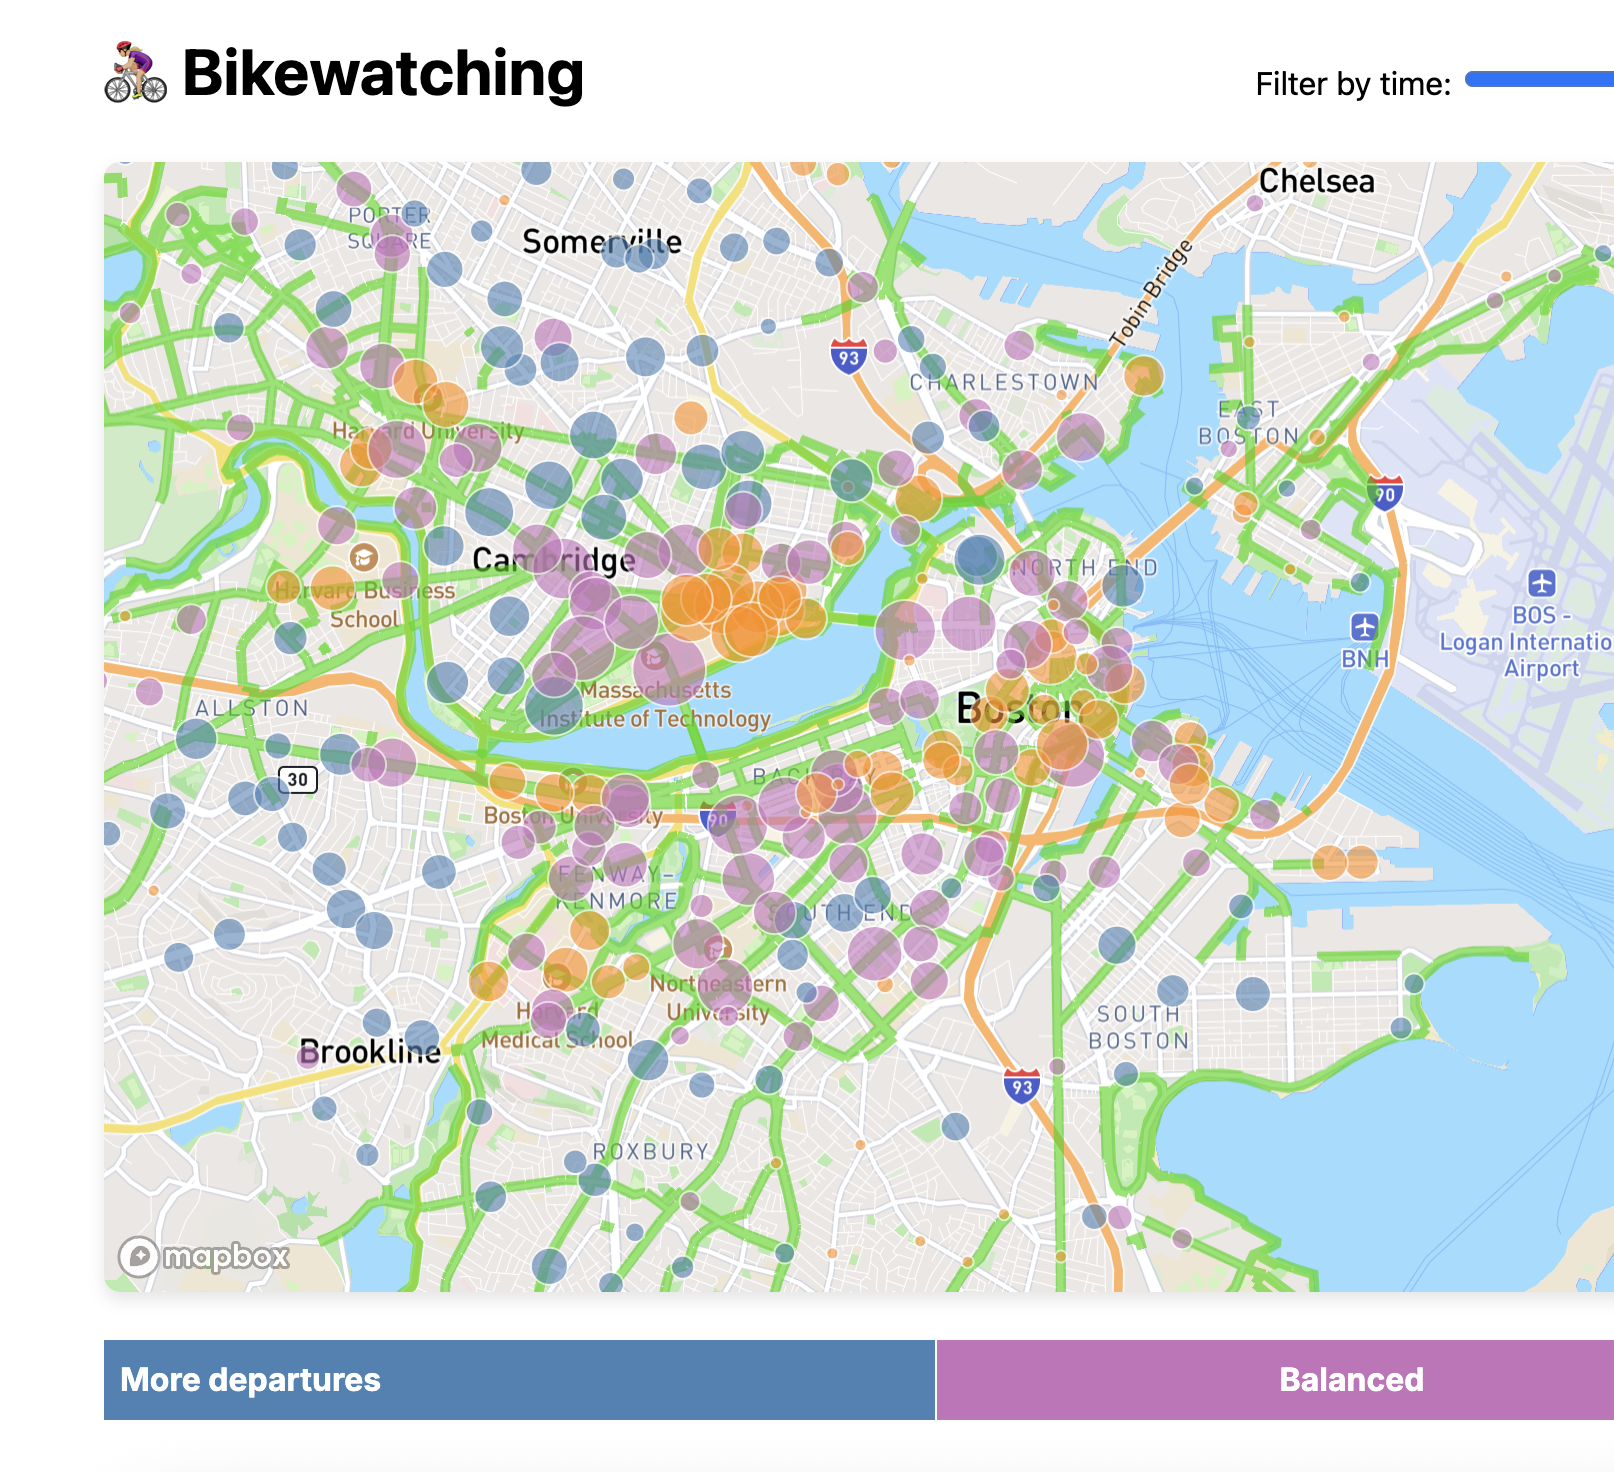 Bikewatching
Filter by time:
Chelsea
PORTER
SQUARE
Somerville
Tobin Bridge
93
CHARLESTOWN
EAST
BOSTON
Harvard University
90
Cambridge
NORTH END
Harvard Business
School
BOS -
Logan Internatio
Airport
BNH
Massachusetts
Institute of Technology
ALLSTON
Boston
30
BACK BAY
Boston University
90
FENWAY-
KENMORE
SOUTH END
Northeastern
University
Harvard
Medical School
SOUTH
BOSTON
Brookline
93
ROXBURY
mapbox
More departures
Balanced